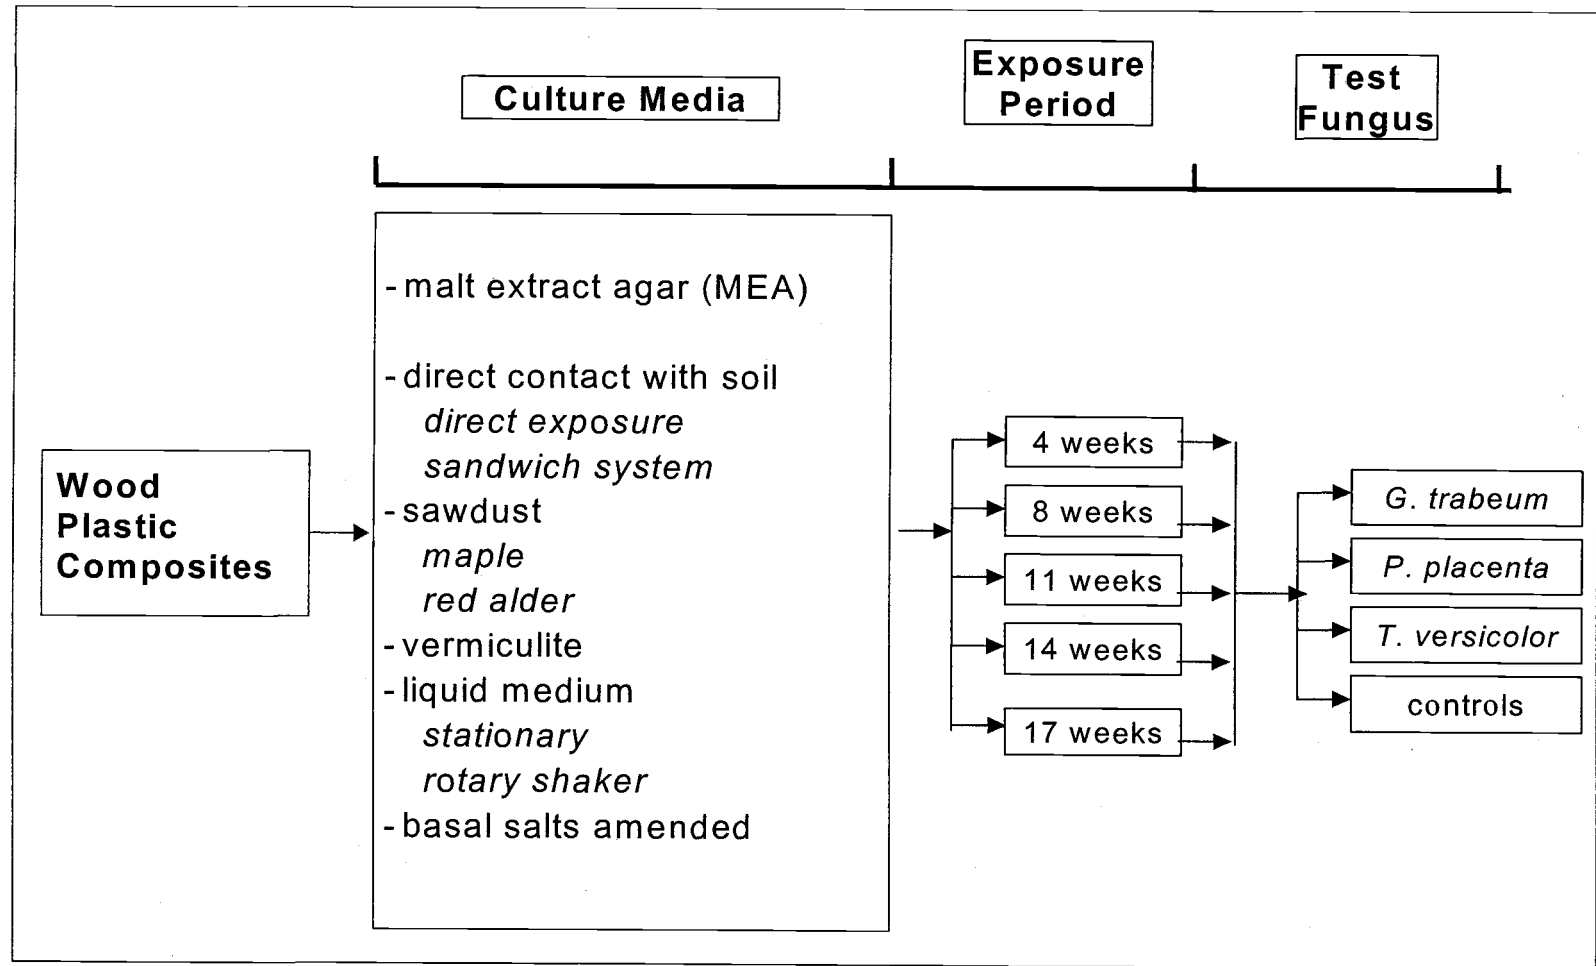 Culture Media
Exposure
Period
Test
Fungus
Wood
Plastic
Composites
- malt extract agar (MEA)
- direct contact with soil
direct exposure
sandwich system
- sawdust
maple
red alder
- vermiculite
- liquid medium
stationary
rotary shaker
- basal salts amended
4 weeks
8 weeks
11 weeks
14 weeks
17 weeks
G. trabeum
P. placenta
T. versicolor
controls